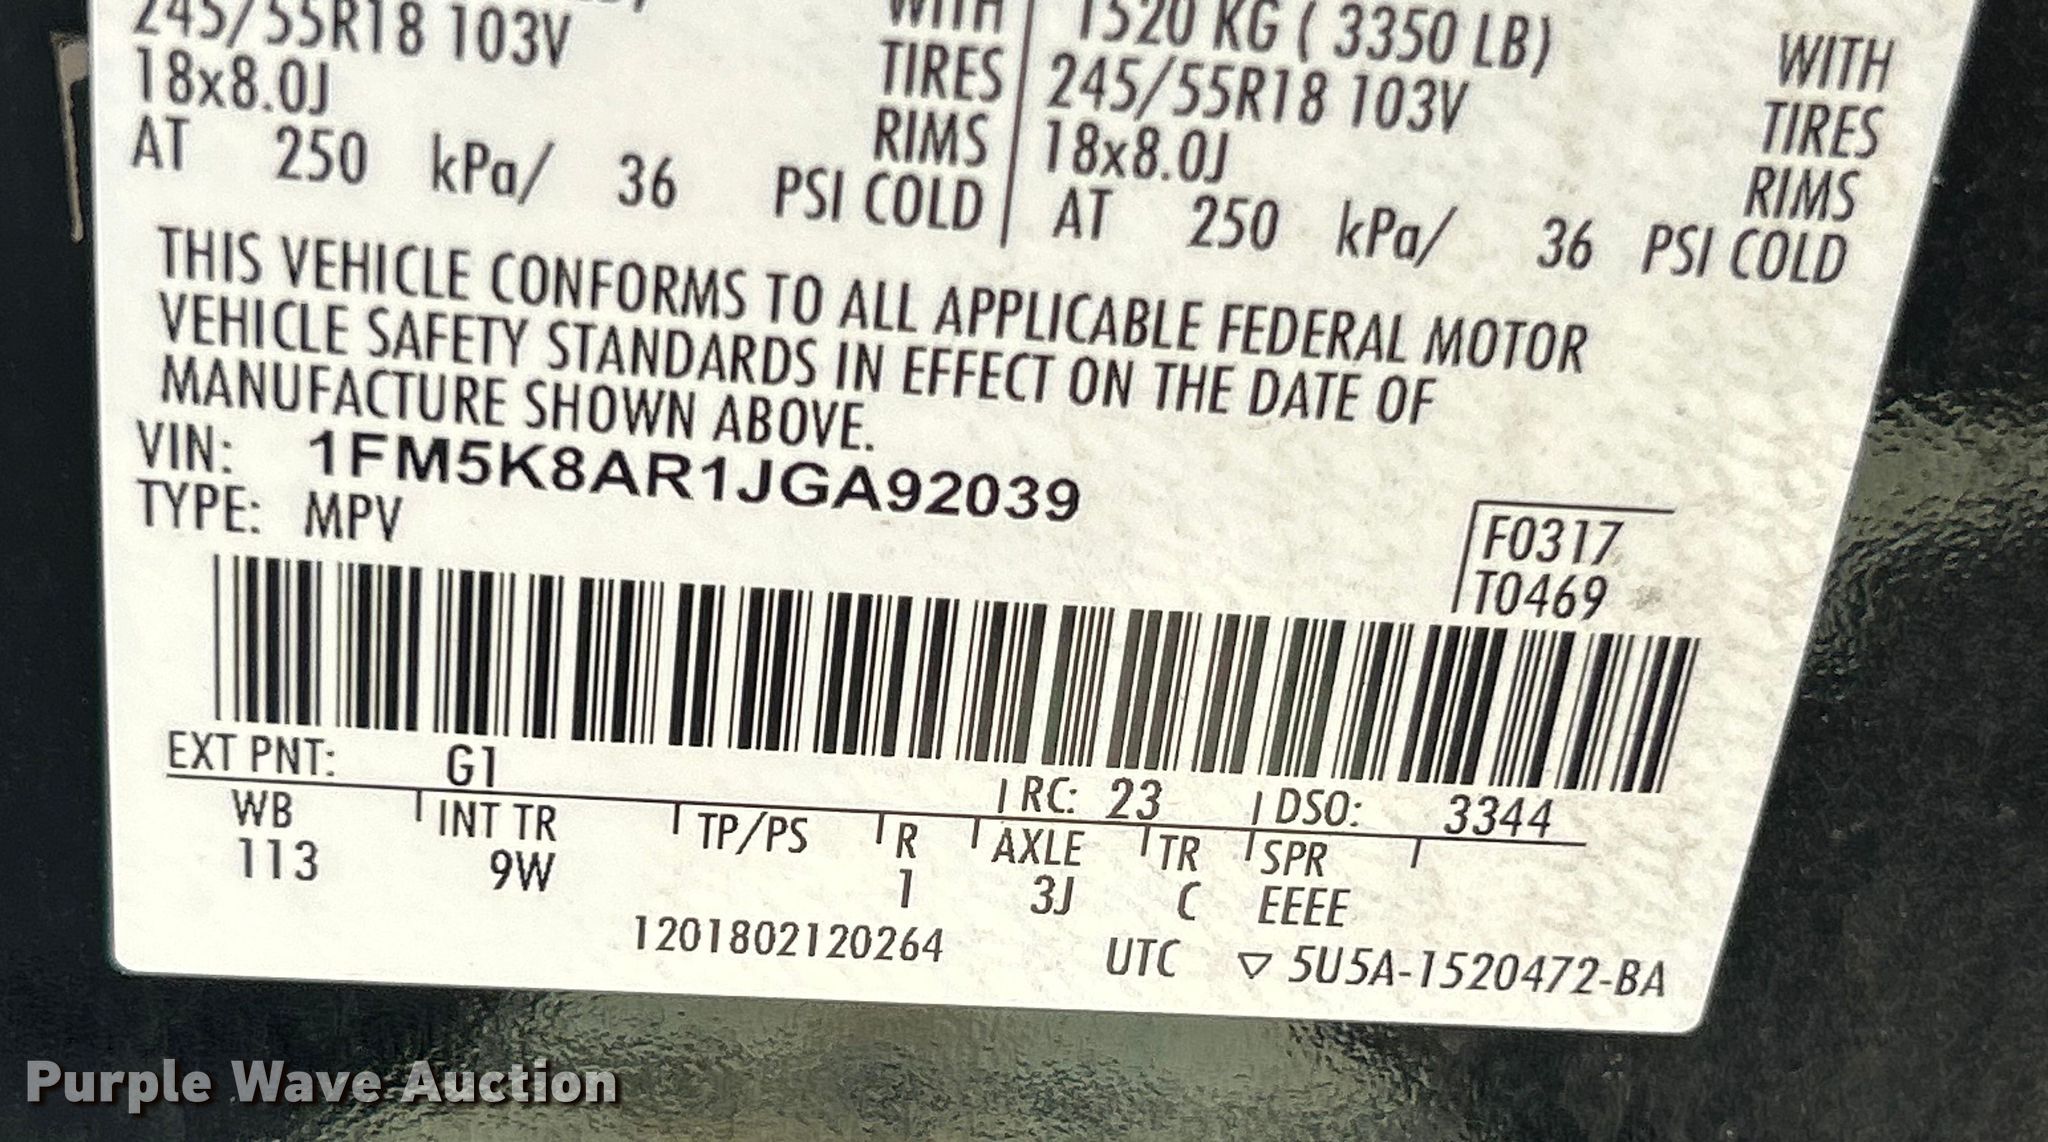 245/55R18 103V WITH 1520 KG ( 3350 LB) WITH
18x8.0J TIRES 245/55R18 103V TIRES
AT 250 kPa/ 36 RIMS 18x8.0J RIMS
PSI COLD AT 250 kPa/ 36 PSI COLD
THIS VEHICLE CONFORMS TO ALL APPLICABLE FEDERAL MOTOR
VEHICLE SAFETY STANDARDS IN EFFECT ON THE DATE OF
MANUFACTURE SHOWN ABOVE.
VIN: 1FM5K8AR1JGA92039
TYPE: MPV
F0317
T0469
EXT PNT: G1 RC: 23 DSO: 3344
WB INT TR TP/PS R AXLE TR SPR
113 9W 1 3J C EEEE
1201802120264 UTC ▽ 5U5A-1520472-BA
Purple Wave Auction